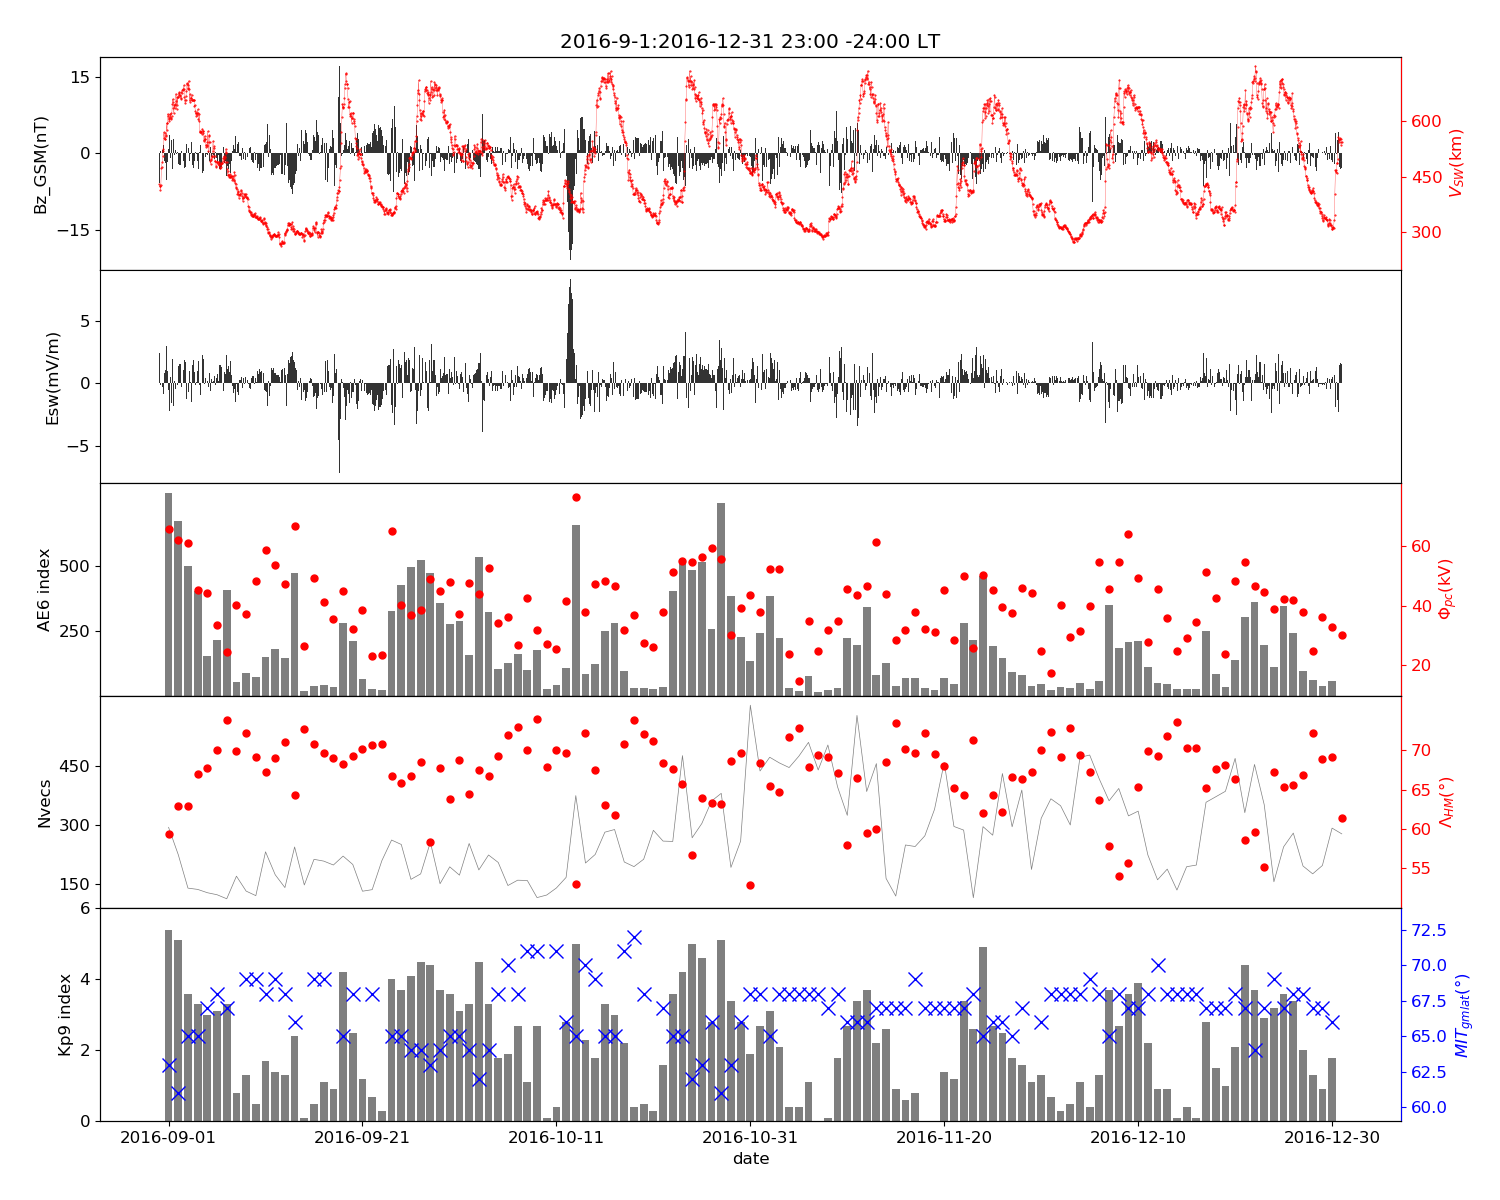 2016-9-1:2016-12-31 23:00 -24:00 LT
Bz_GSM(nT)
15
0
−15
600
450
300
V_SW(km)
Esw(mV/m)
5
0
−5
AE6 index
500
250
60
40
20
Φ_pc(kV)
Nvecs
450
300
150
70
65
60
55
Λ_HM(°)
Kp9 index
6
4
2
0
72.5
70.0
67.5
65.0
62.5
60.0
MIT_gmlat(°)
2016-09-01 2016-09-21 2016-10-11 2016-10-31 2016-11-20 2016-12-10 2016-12-30
date